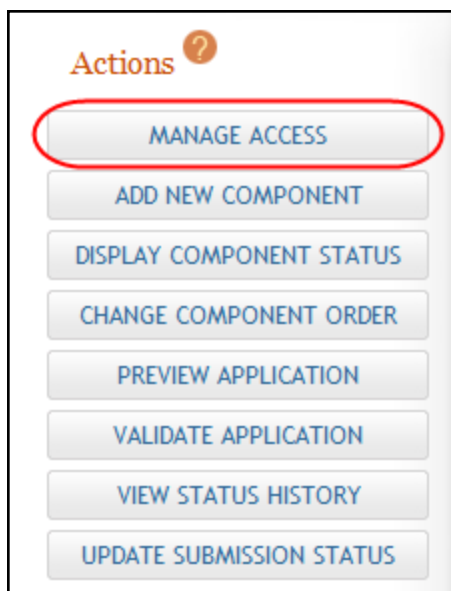 Actions ?
MANAGE ACCESS
ADD NEW COMPONENT
DISPLAY COMPONENT STATUS
CHANGE COMPONENT ORDER
PREVIEW APPLICATION
VALIDATE APPLICATION
VIEW STATUS HISTORY
UPDATE SUBMISSION STATUS